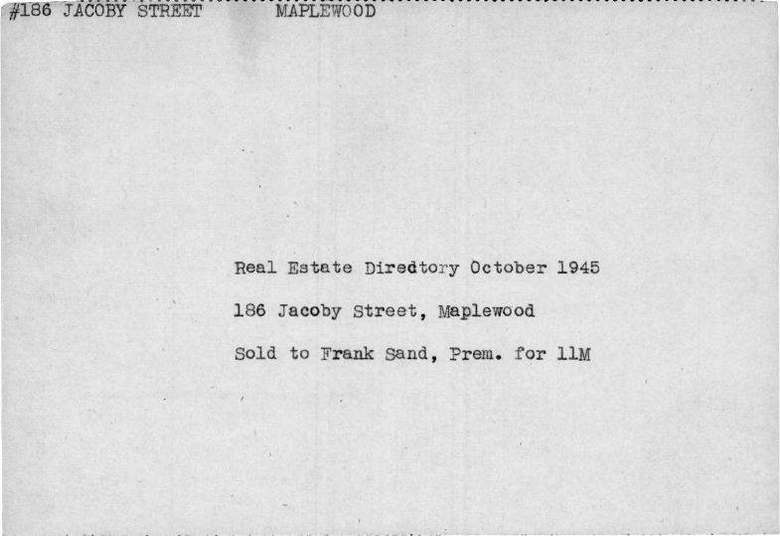 #186 JACOBY STREET MAPLEWOOD
Real Estate Diredtory October 1945
186 Jacoby Street, Maplewood
Sold to Frank Sand, Prem. for 11M